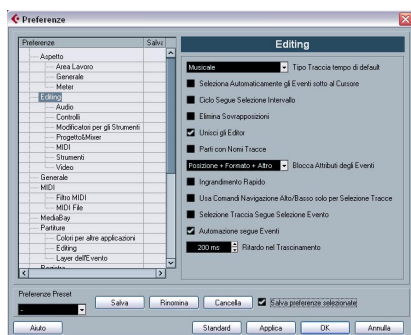 Preferenze
Preferenze
Salva
Aspetto
Area Lavoro
Generale
Meter
Editing
Audio
Controlli
Modificatori per gli Strumenti
Progetto&Mixer
MIDI
Strumenti
Video
Generale
MIDI
Filtro MIDI
MIDI File
MediaBay
Partiture
Colori per altre applicazioni
Editing
Layer dell'Evento
Editing
Musicale Tipo Traccia tempo di default
Seleziona Automaticamente gli Eventi sotto al Cursore
Ciclo Segue Selezione Intervallo
Elimina Sovrapposizioni
Unisci gli Editor
Parti con Nomi Tracce
Posizione + Formato + Altro Blocca Attributi degli Eventi
Ingrandimento Rapido
Usa Comandi Navigazione Alto/Basso solo per Selezione Tracce
Selezione Traccia Segue Selezione Evento
Automazione segue Eventi
200 ms Ritardo nel Trascinamento
Preferenze Preset
- Salva Rinomina Cancella Salva preferenze selezionate
Aiuto Standard Applica OK Annulla